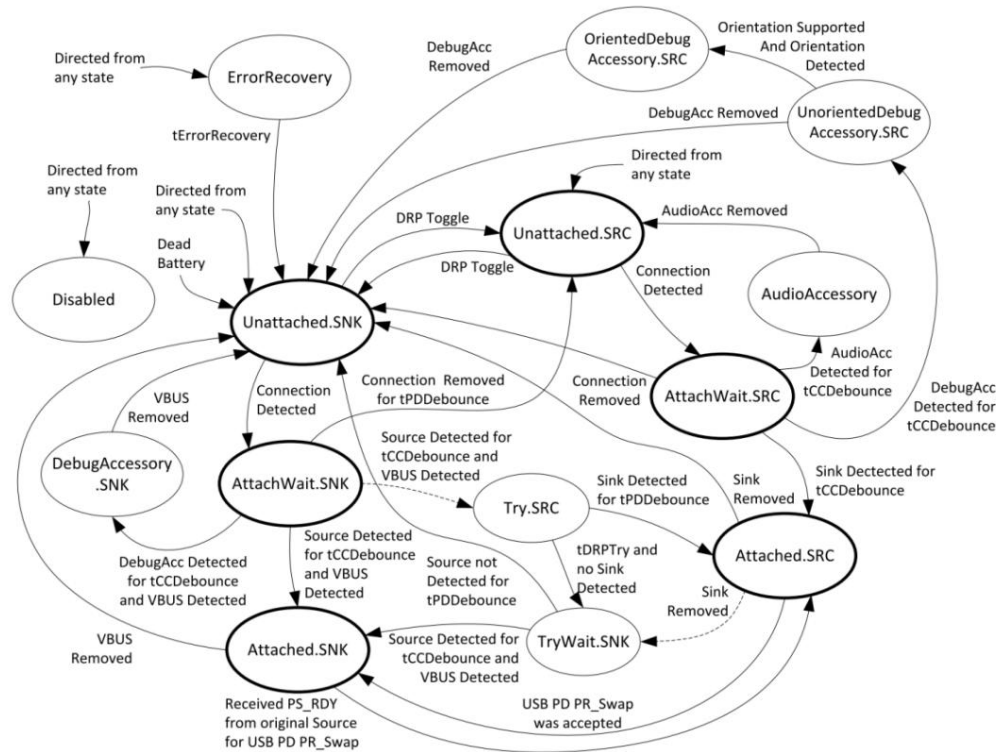 DebugAcc
Removed
OrientedDebug
Accessory.SRC
Orientation Supported
And Orientation
Detected
Directed from
any state
ErrorRecovery
DebugAcc Removed
UnorientedDebug
Accessory.SRC
tErrorRecovery
Directed from
any state
Directed from
any state
Directed from
any state
DRP Toggle
Unattached.SRC
AudioAcc Removed
Dead
Battery
DRP Toggle
Connection
Detected
Disabled
Unattached.SNK
AudioAccessory
VBUS
Removed
Connection
Detected
Connection  Removed
for tPDDebounce
Connection
Removed
AttachWait.SRC
AudioAcc
Detected for
tCCDebounce
DebugAcc
Detected for
tCCDebounce
DebugAccessory
.SNK
AttachWait.SNK
Source Detected for
tCCDebounce and
VBUS Detected
Try.SRC
Sink Detected
for tPDDebounce
Sink
Removed
Sink Dectected for
tCCDebounce
DebugAcc Detected
for tCCDebounce
and VBUS Detected
Source Detected
for tCCDebounce
and VBUS
Detected
Source not
Detected for
tPDDebounce
tDRPTry and
no Sink
Detected
Attached.SRC
Sink
Removed
VBUS
Removed
Attached.SNK
Source Detected for
tCCDebounce and
VBUS Detected
TryWait.SNK
Received PS_RDY
from original Source
for USB PD PR_Swap
USB PD PR_Swap
was accepted